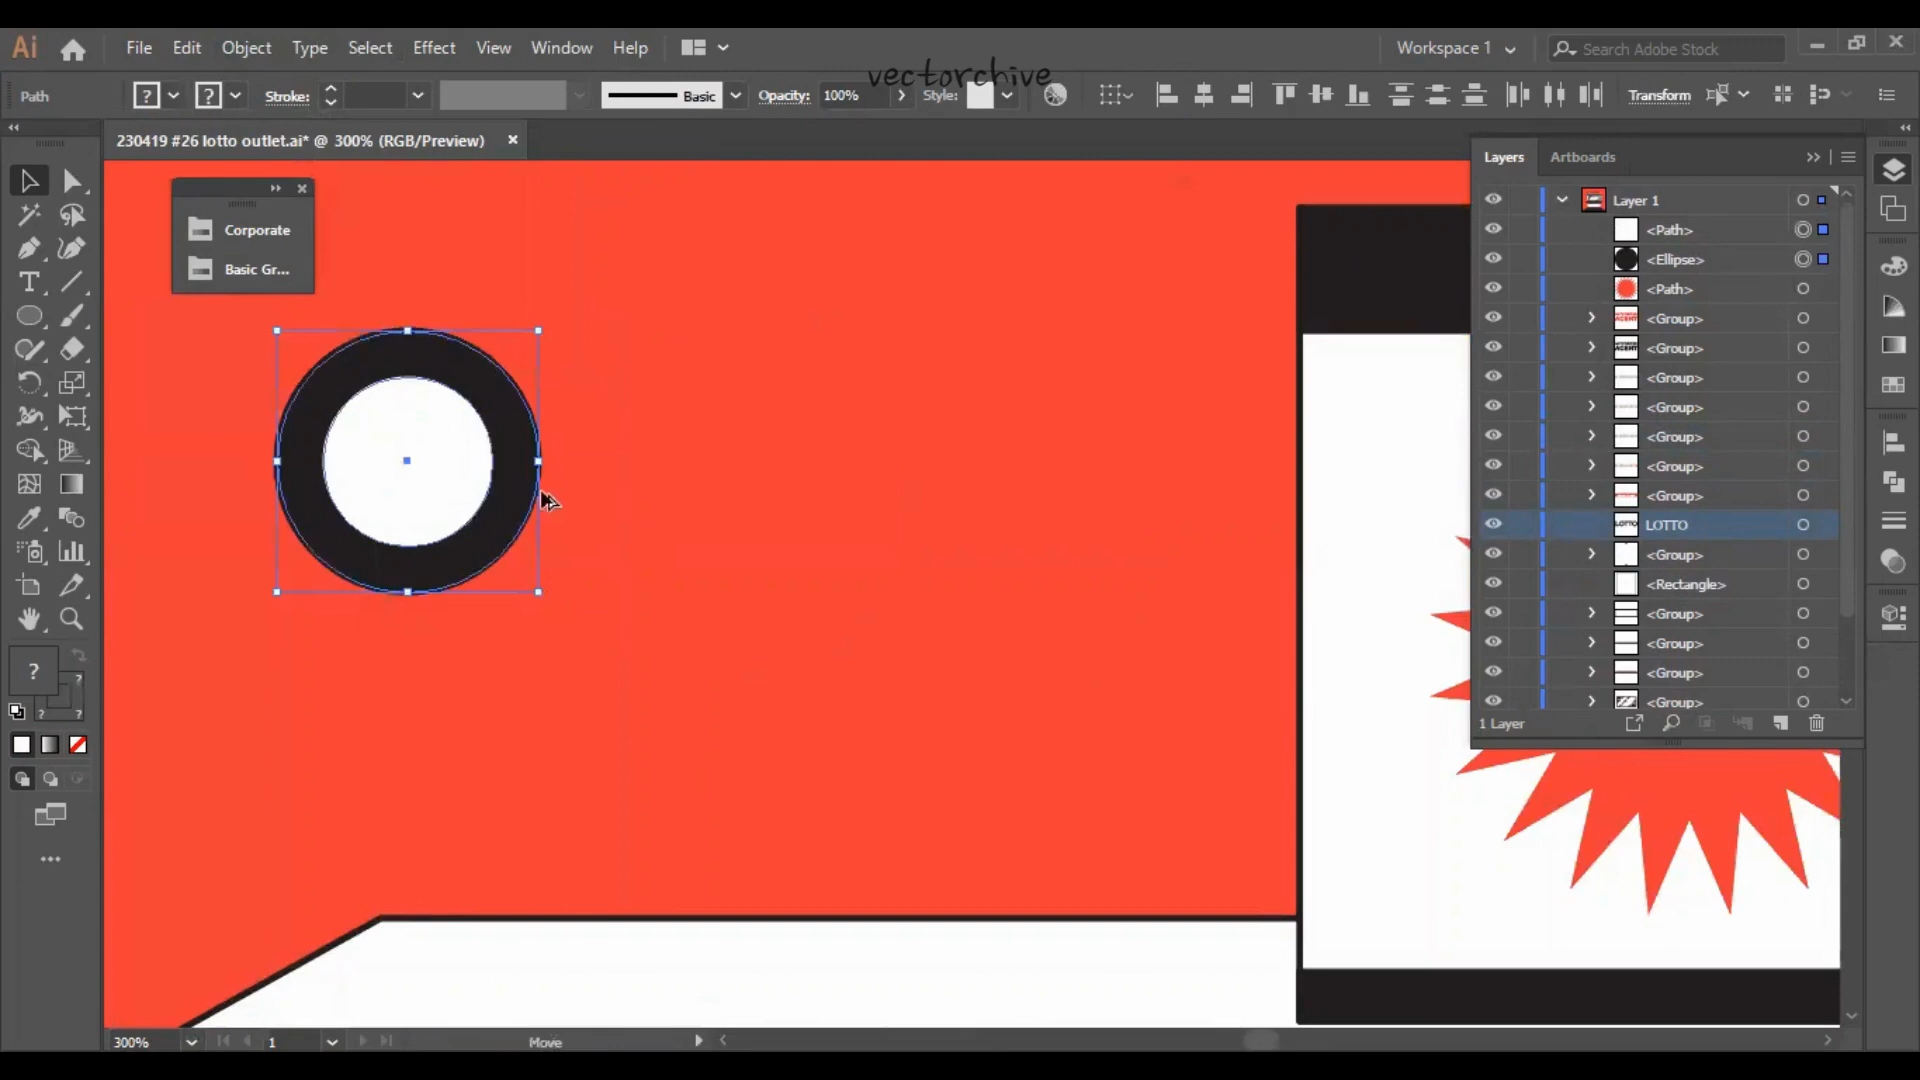 vectorchive
Ai File Edit Object Type Select Effect View Window Help Workspace 1 Search Adobe Stock
Path ? ? Stroke: Basic Opacity: 100% Style: Transform
230419 #26 lotto outlet.ai* @ 300% (RGB/Preview)
Corporate
Basic Gr...
Layers Artboards
Layer 1
<Path>
<Ellipse>
<Path>
<Group>
<Group>
<Group>
<Group>
<Group>
<Group>
<Group>
LOTTO LOTTO
<Group>
<Rectangle>
<Group>
<Group>
<Group>
<Group>
1 Layer
T
?
?
? ?
300% 1 Move